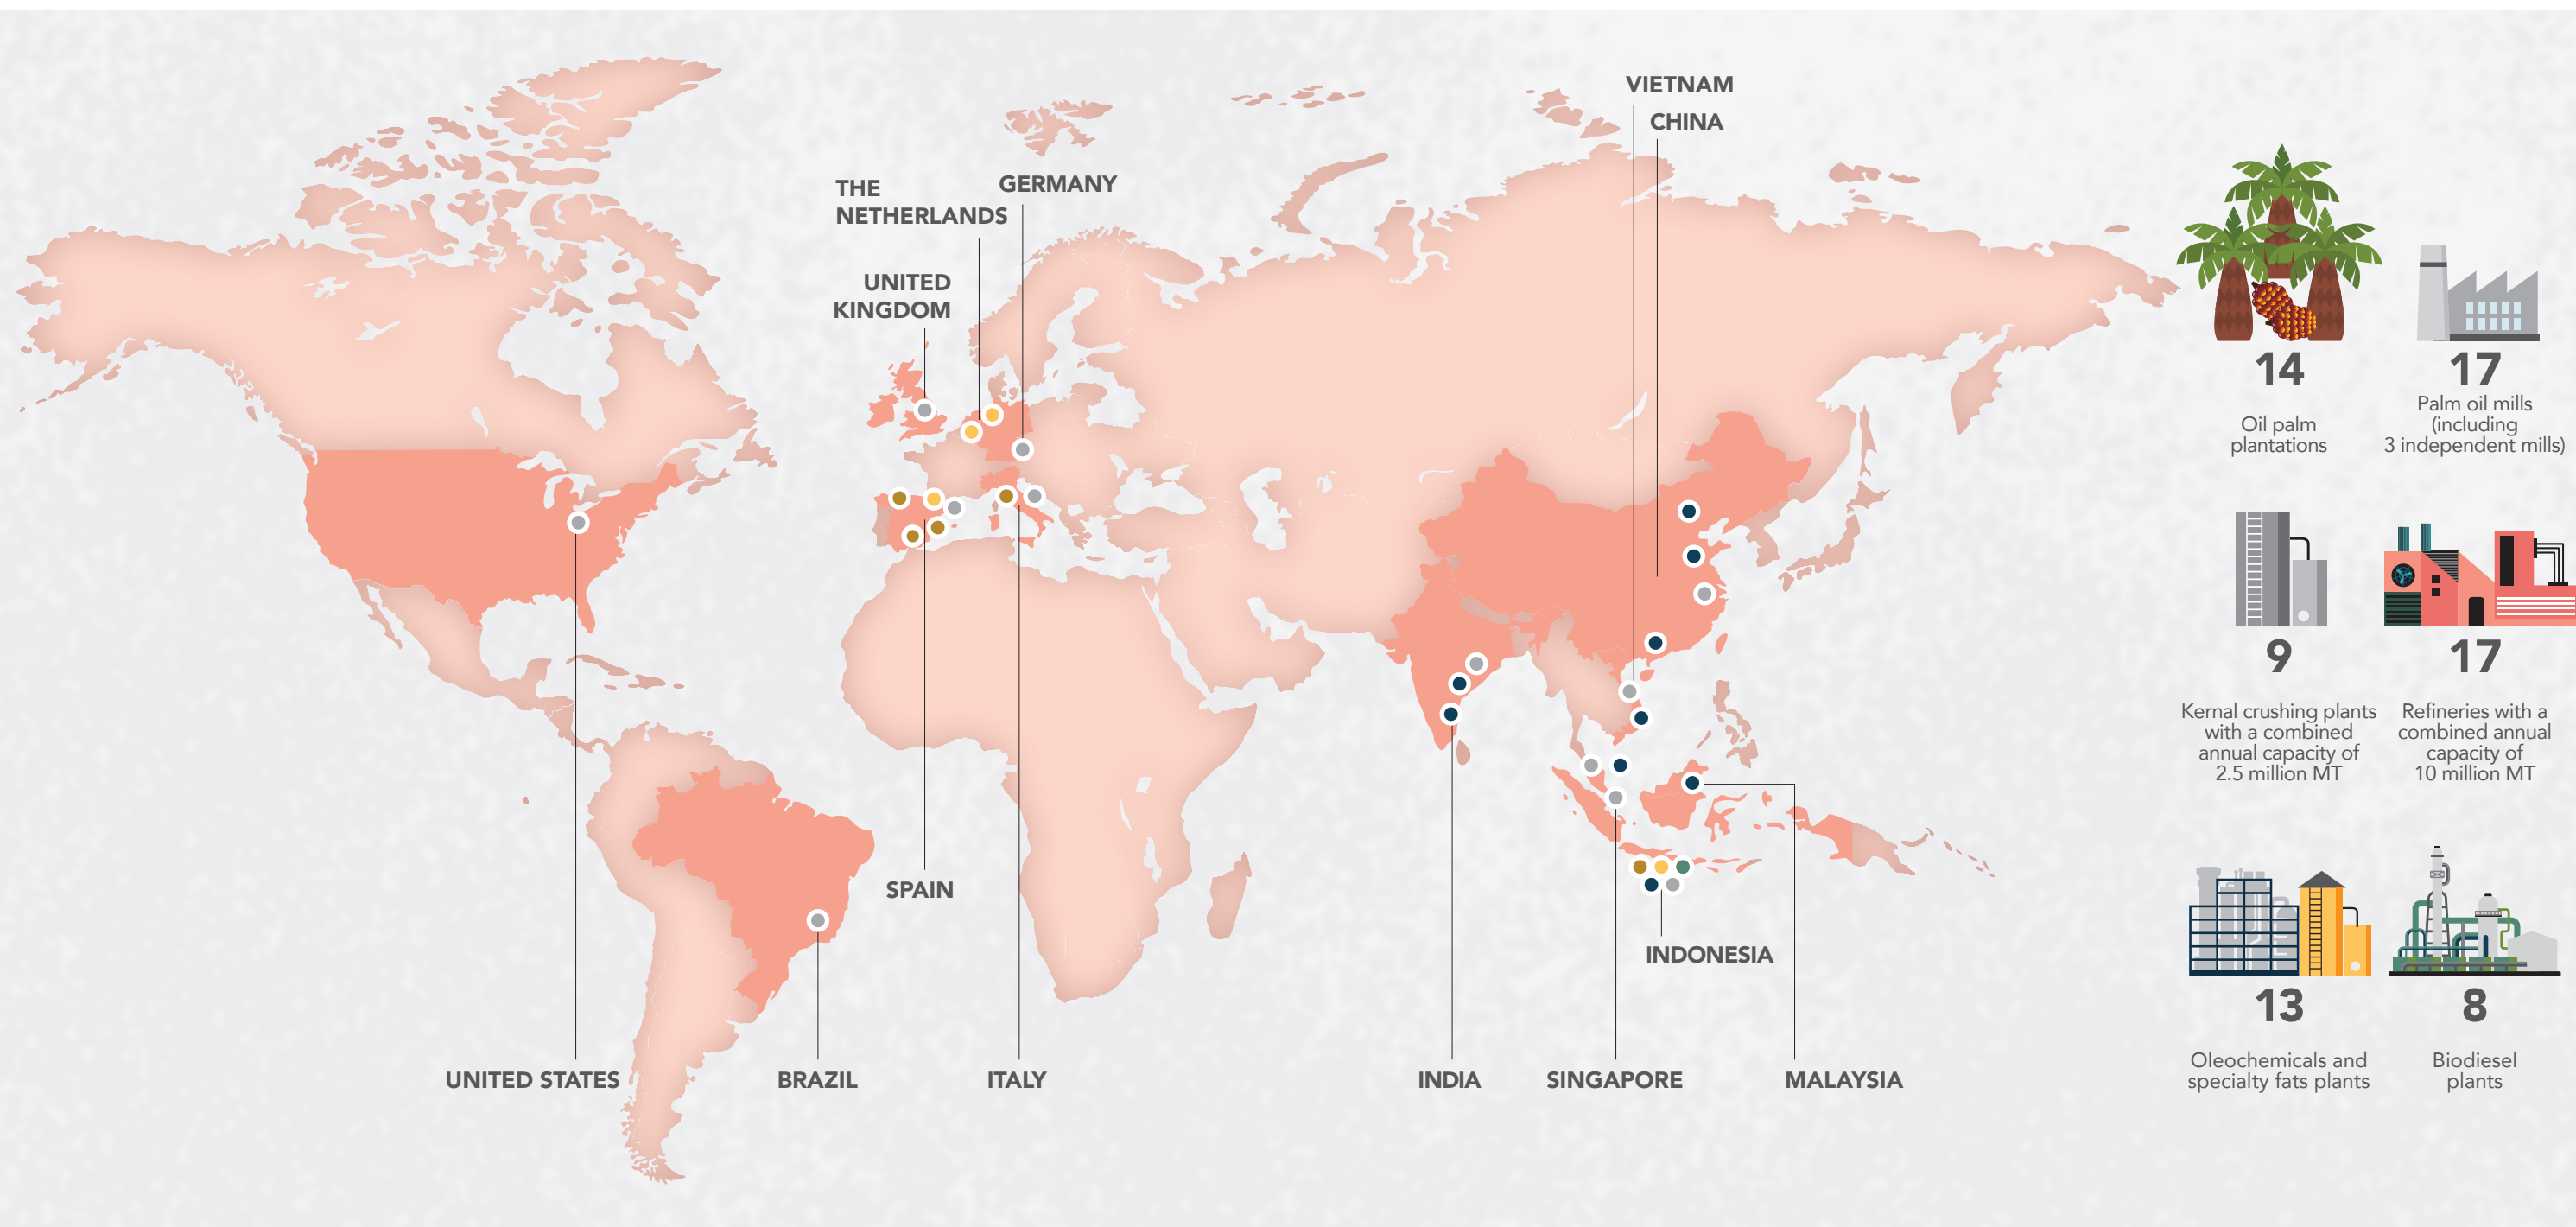 VIETNAM
CHINA
THE
NETHERLANDS
GERMANY
UNITED
KINGDOM
SPAIN
INDONESIA
UNITED STATES
BRAZIL
ITALY
INDIA
SINGAPORE
MALAYSIA
14
Oil palm
plantations
17
Palm oil mills
(including
3 independent mills)
9
Kernal crushing plants
with a combined
annual capacity of
2.5 million MT
17
Refineries with a
combined annual
capacity of
10 million MT
13
Oleochemicals and
specialty fats plants
8
Biodiesel
plants